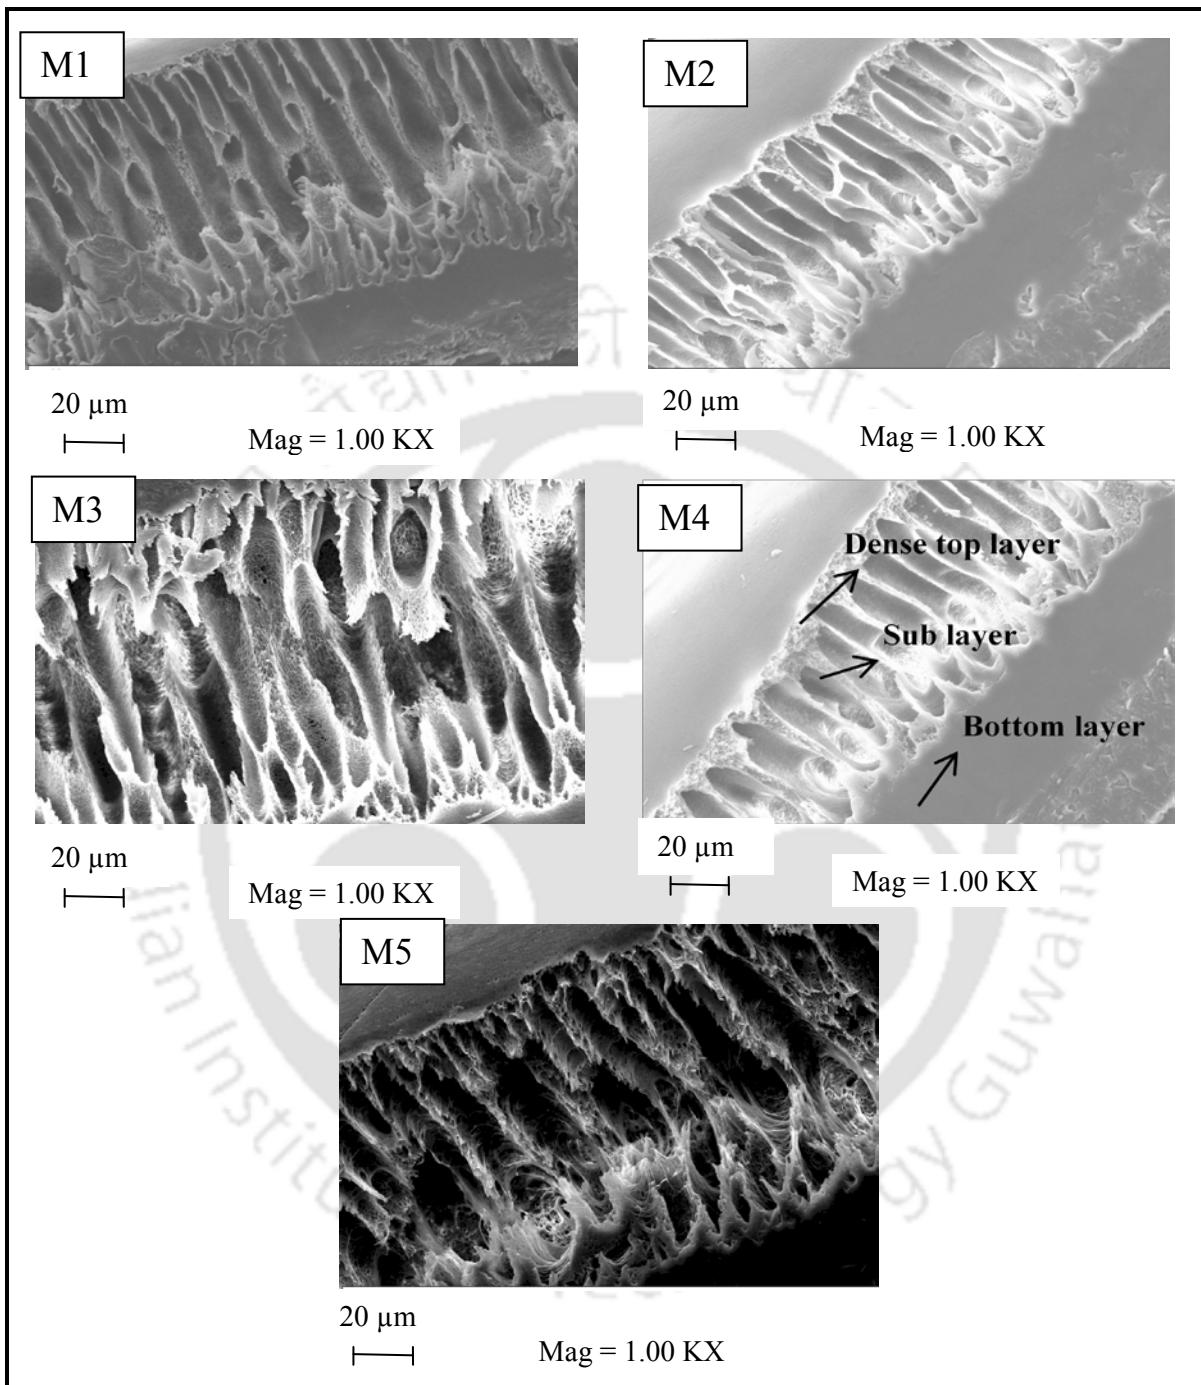 M1
M2
20 µm
Mag = 1.00 KX
20 µm
Mag = 1.00 KX
M3
M4
Dense top layer
Sub layer
Bottom layer
20 µm
Mag = 1.00 KX
20 µm
Mag = 1.00 KX
M5
20 µm
Mag = 1.00 KX